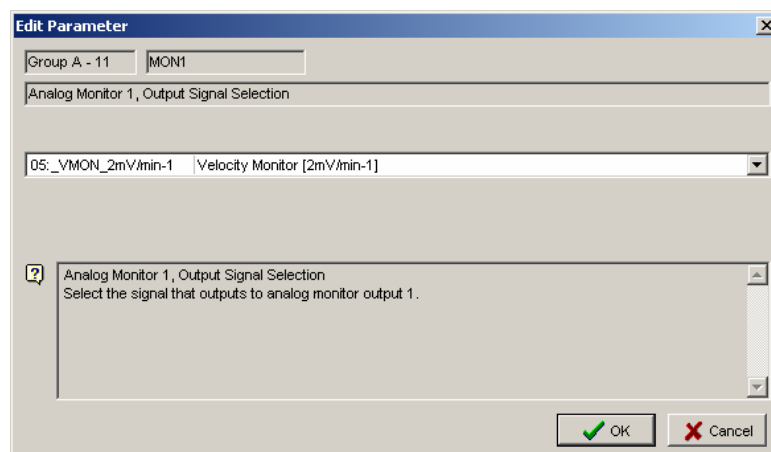 Edit Parameter
Group A - 11 MON1
Analog Monitor 1, Output Signal Selection
05:_VMON_2mV/min-1 Velocity Monitor [2mV/min-1]
Analog Monitor 1, Output Signal Selection
Select the signal that outputs to analog monitor output 1.
OK Cancel